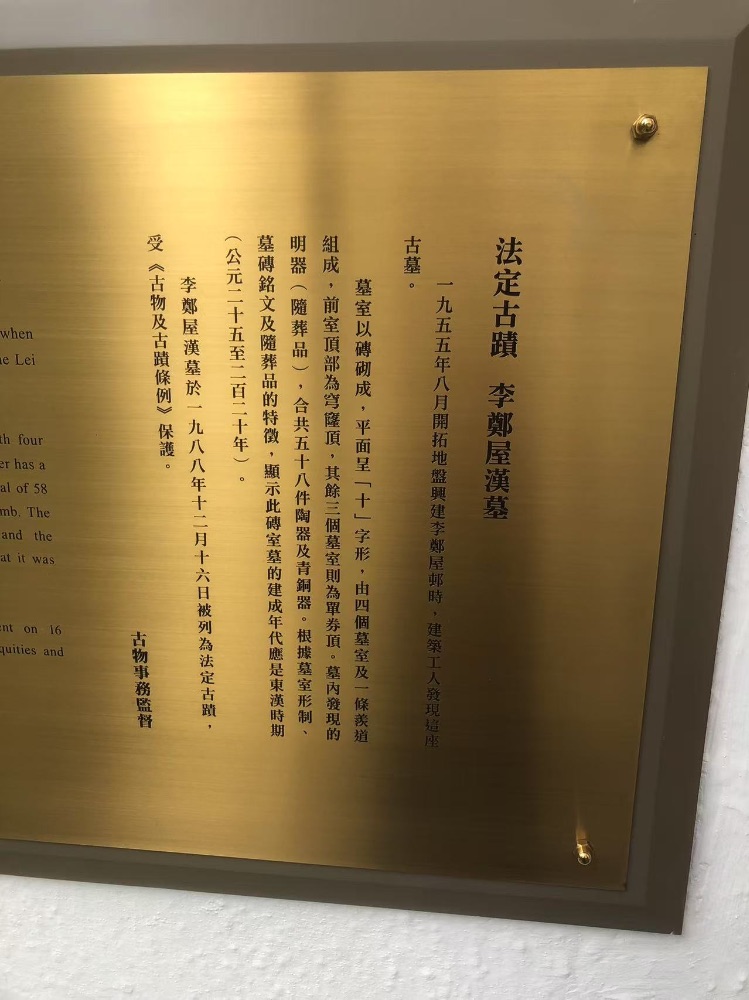 法定古蹟　李鄭屋漢墓
一九五五年八月開拓地盤興建李鄭屋邨時，建築工人發現這座
古墓。
墓室以磚砌成，平面呈「十」字形，由四個墓室及一條羨道
組成，前室頂部為穹窿頂，其餘三個墓室則為單券頂。墓內發現的
明器（隨葬品），合共五十八件陶器及青銅器。根據墓室形制、
墓磚銘文及隨葬品的特徵，顯示此磚室墓的建成年代應是東漢時期
（公元二十五至二百二十年）。
李鄭屋漢墓於一九八八年十二月十六日被列為法定古蹟，
受《古物及古蹟條例》保護。
古物事務監督
when
Lei
four
er has a
al of 58
mb. The
and the
at it was
ent on 16
quities and